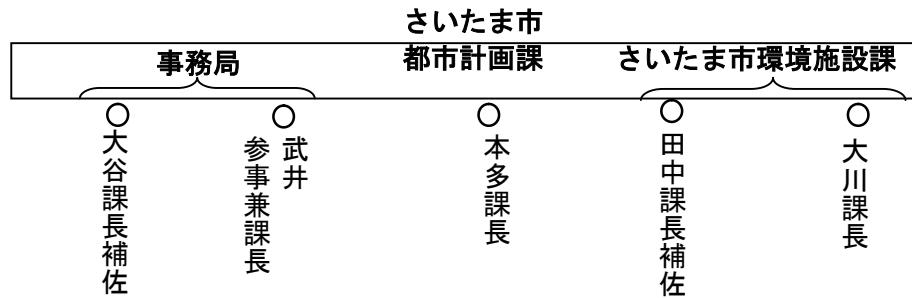 さいたま市
都市計画課
事務局
さいたま市環境施設課
大谷課長補佐
武井
参事兼課長
本多課長
田中課長補佐
大川課長